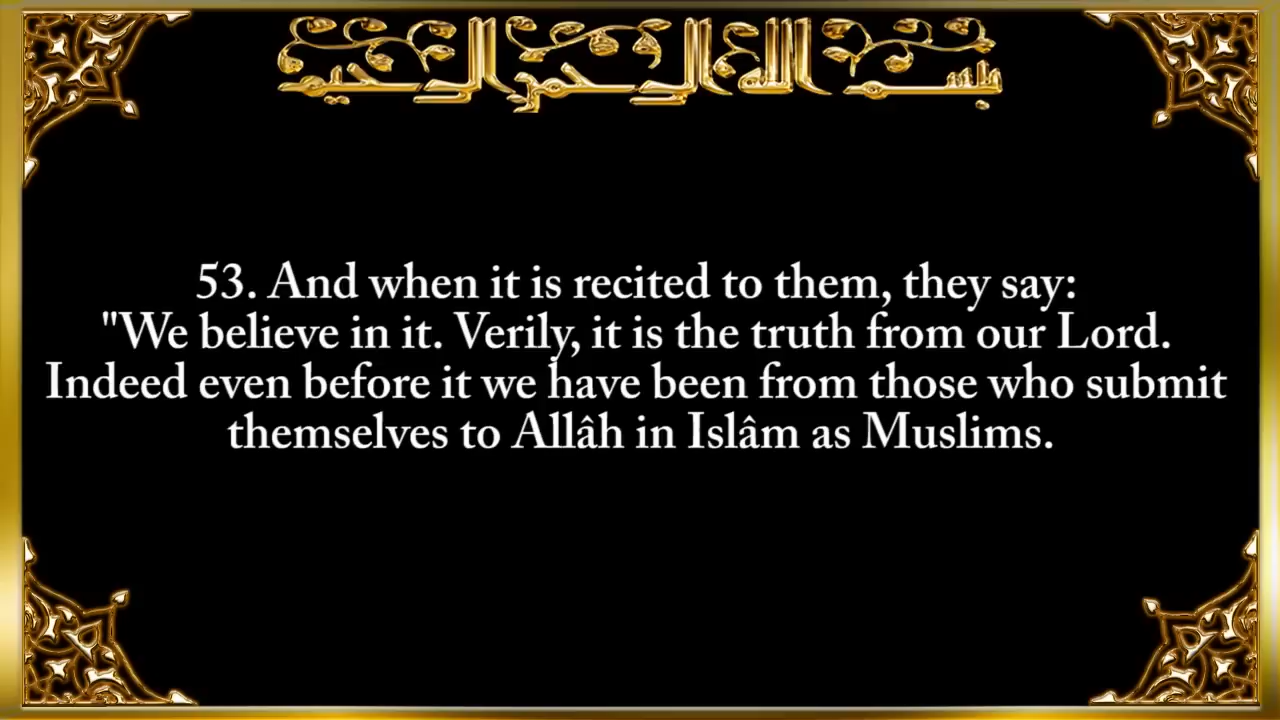 بسم الله الرحمن الرحيم
53. And when it is recited to them, they say:
"We believe in it. Verily, it is the truth from our Lord.
Indeed even before it we have been from those who submit
themselves to Allâh in Islâm as Muslims.